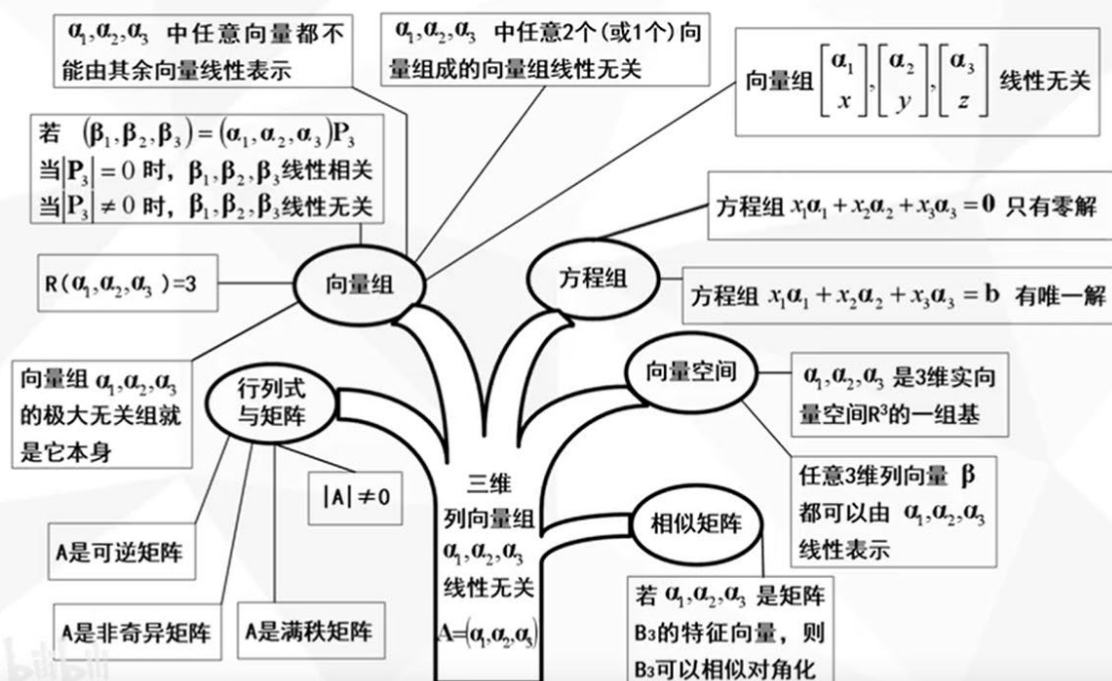 α₁,α₂,α₃ 中任意向量都不
能由其余向量线性表示
α₁,α₂,α₃ 中任意2个(或1个)向
量组成的向量组线性无关
向量组 [α₁ x], [α₂ y], [α₃ z] 线性无关
若 (β₁,β₂,β₃)=(α₁,α₂,α₃)P₃
当|P₃|=0 时，β₁,β₂,β₃线性相关
当|P₃|≠0 时，β₁,β₂,β₃线性无关
方程组 x₁α₁+x₂α₂+x₃α₃=0 只有零解
R(α₁,α₂,α₃)=3
向量组
方程组
方程组 x₁α₁+x₂α₂+x₃α₃=b 有唯一解
向量组 α₁,α₂,α₃
的极大无关组就
是它本身
行列式
与矩阵
向量空间
α₁,α₂,α₃ 是3维实向
量空间R³的一组基
|A|≠0
三维
列向量组
α₁,α₂,α₃
线性无关
A=(α₁,α₂,α₃)
任意3维列向量 β
都可以由 α₁,α₂,α₃
线性表示
相似矩阵
A是可逆矩阵
A是非奇异矩阵
A是满秩矩阵
若 α₁,α₂,α₃ 是矩阵
B₃的特征向量，则
B₃可以相似对角化
bilibili